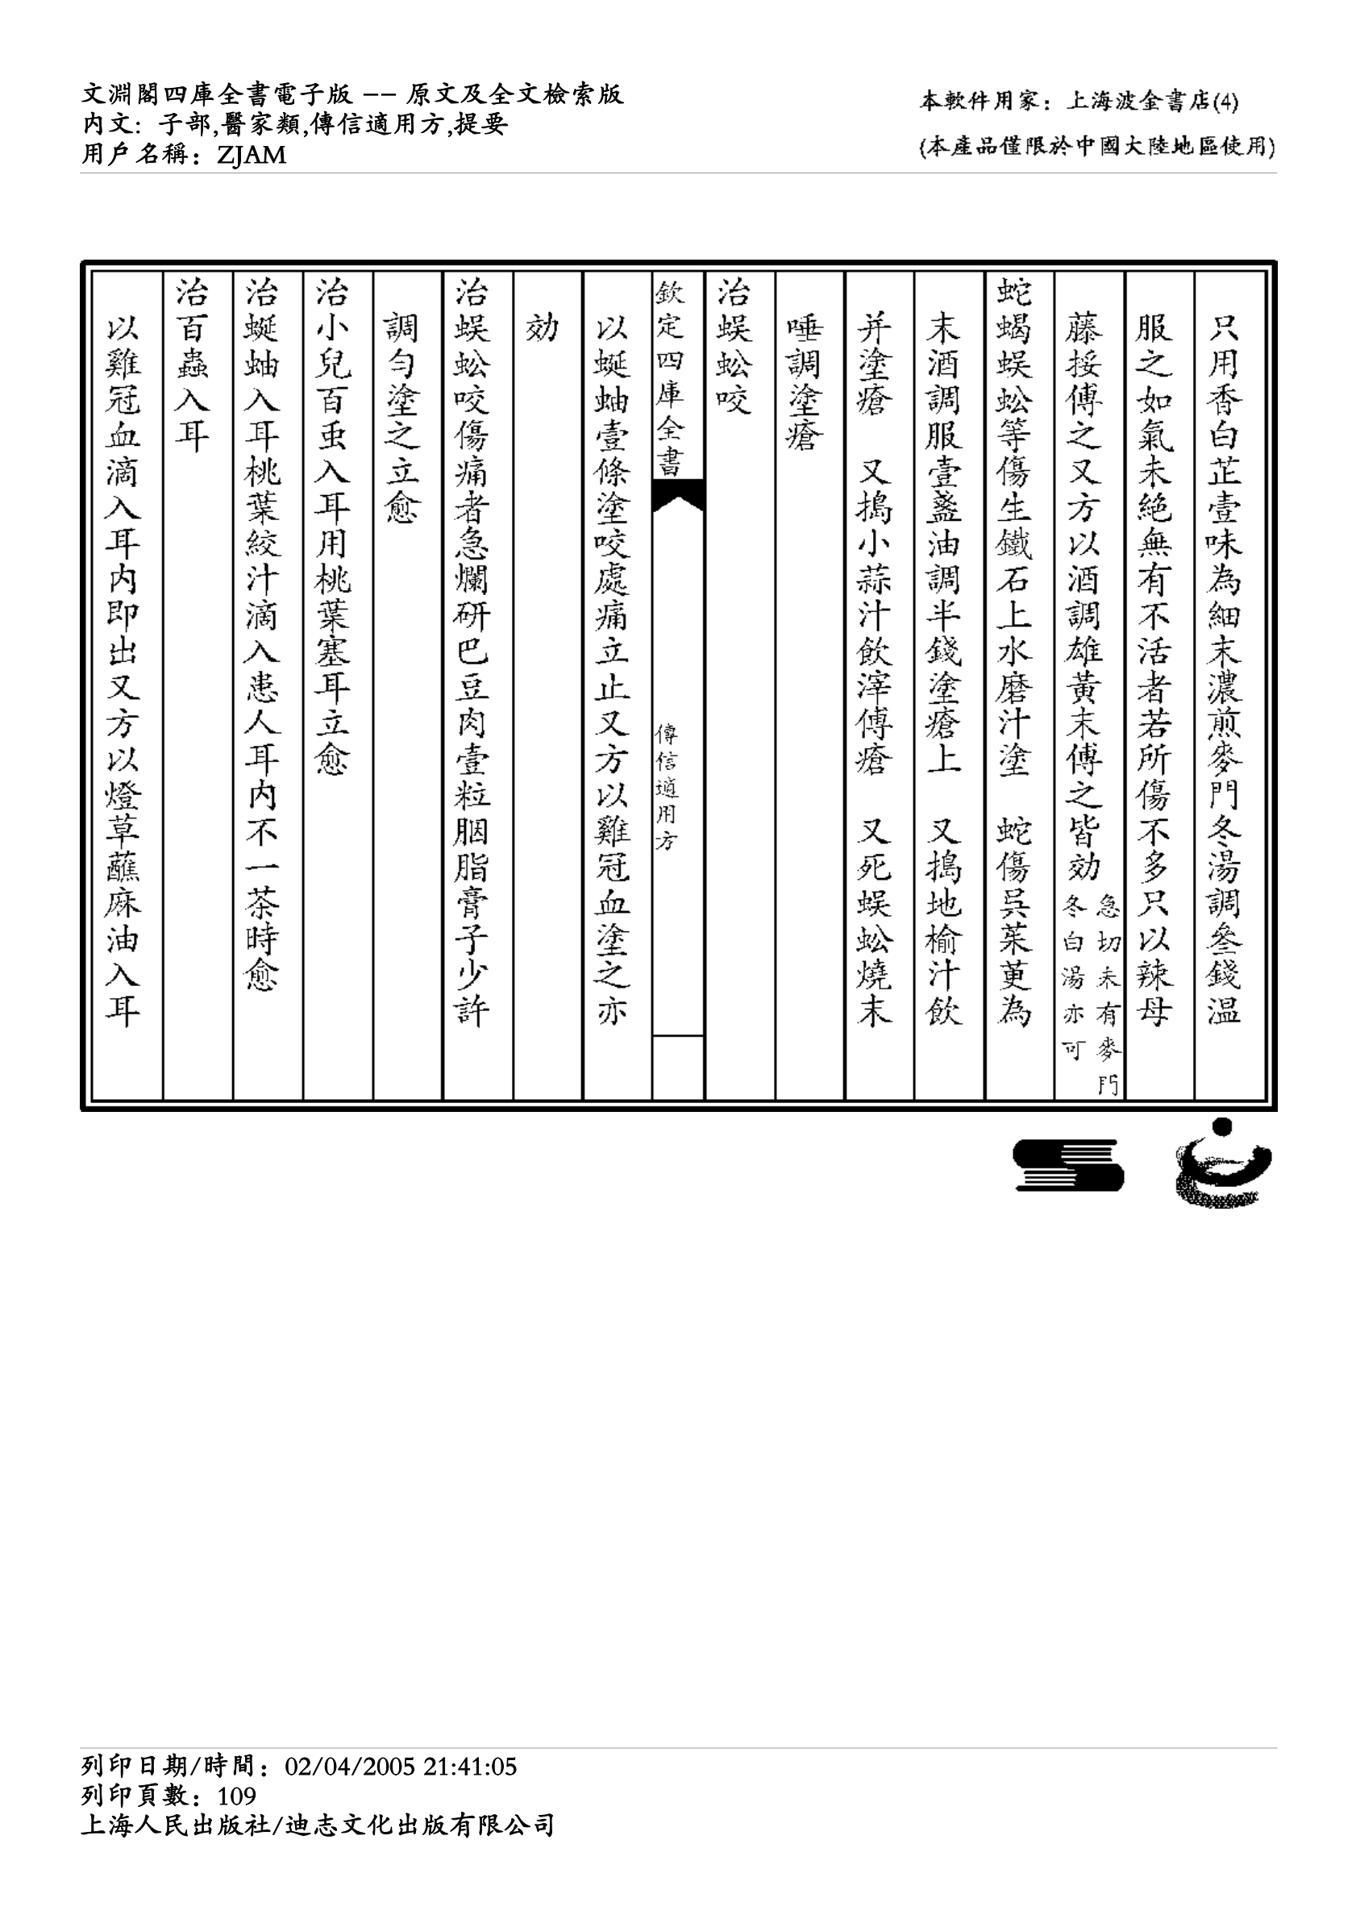 文淵閣四庫全書電子版 -- 原文及全文檢索版
内文: 子部,醫家類,傳信適用方,提要
用戶名稱: ZJAM
本軟件用家: 上海波金書店(4)
(本產品僅限於中國大陸地區使用)
只用香白芷壹味為細末濃煎麥門冬湯調叁錢温
服之如氣未絶無有不活者若所傷不多只以辣母
藤挼傅之又方以酒調雄黄末傅之皆効急切未有麥門冬白湯亦可
蛇蝎蜈蚣等傷生鐵石上水磨汁塗 蛇傷呉茱萸為
末酒調服壹盞油調半錢塗瘡上 又搗地榆汁飲
并塗瘡 又搗小蒜汁飲滓傅瘡 又死蜈蚣燒末
唾調塗瘡
治蜈蚣咬
欽定四庫全書
傳信適用方
以蜒蚰壹條塗咬處痛立止又方以雞冠血塗之亦
効
治蜈蚣咬傷痛者急爛研巴豆肉壹粒胭脂膏子少許
調勻塗之立愈
治小兒百虫入耳用桃葉塞耳立愈
治蜒蚰入耳桃葉絞汁滴入患人耳内不一茶時愈
治百蟲入耳
以雞冠血滴入耳内即出又方以燈草蘸麻油入耳
列印日期/時間: 02/04/2005 21:41:05
列印頁數: 109
上海人民出版社/迪志文化出版有限公司